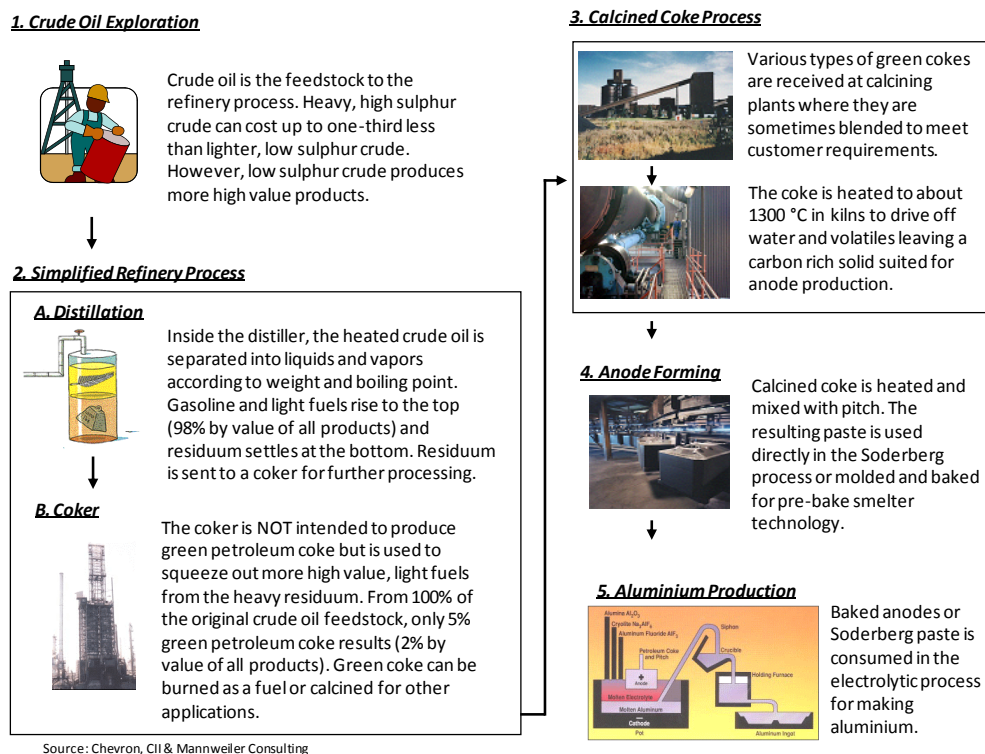 1. Crude Oil Exploration
Crude oil is the feedstock to the
refinery process. Heavy, high sulphur
crude can cost up to one-third less
than lighter, low sulphur crude.
However, low sulphur crude produces
more high value products.
2. Simplified Refinery Process
A. Distillation
Inside the distiller, the heated crude oil is
separated into liquids and vapors
according to weight and boiling point.
Gasoline and light fuels rise to the top
(98% by value of all products) and
residuum settles at the bottom. Residuum
is sent to a coker for further processing.
B. Coker
The coker is NOT intended to produce
green petroleum coke but is used to
squeeze out more high value, light fuels
from the heavy residuum. From 100% of
the original crude oil feedstock, only 5%
green petroleum coke results (2% by
value of all products). Green coke can be
burned as a fuel or calcined for other
applications.
Source: Chevron, CII & Mannweiler Consulting
3. Calcined Coke Process
Various types of green cokes
are received at calcining
plants where they are
sometimes blended to meet
customer requirements.
The coke is heated to about
1300 °C in kilns to drive off
water and volatiles leaving a
carbon rich solid suited for
anode production.
4. Anode Forming
Calcined coke is heated and
mixed with pitch. The
resulting paste is used
directly in the Soderberg
process or molded and baked
for pre-bake smelter
technology.
5. Aluminium Production
Alumina Al₂O₃
Cryolite Na₃AlF₆
Aluminum Fluoride AlF₃
Petroleum Coke
and Pitch
+
Anode
Molten Electrolyte
Molten Aluminum
–
Cathode
Pot
Siphon
Crucible
Holding Furnace
Aluminum Ingot
Baked anodes or
Soderberg paste is
consumed in the
electrolytic process
for making
aluminium.